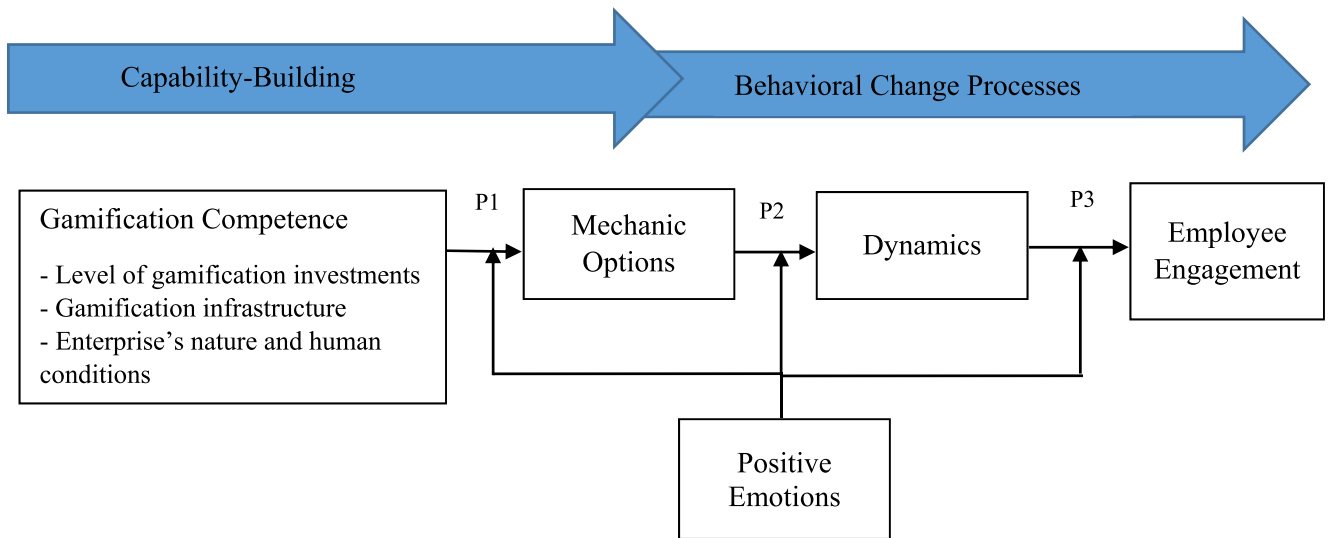 Capability-Building
Behavioral Change Processes
Gamification Competence
- Level of gamification investments
- Gamification infrastructure
- Enterprise’s nature and human
conditions
P1
Mechanic
Options
P2
Dynamics
P3
Employee
Engagement
Positive
Emotions